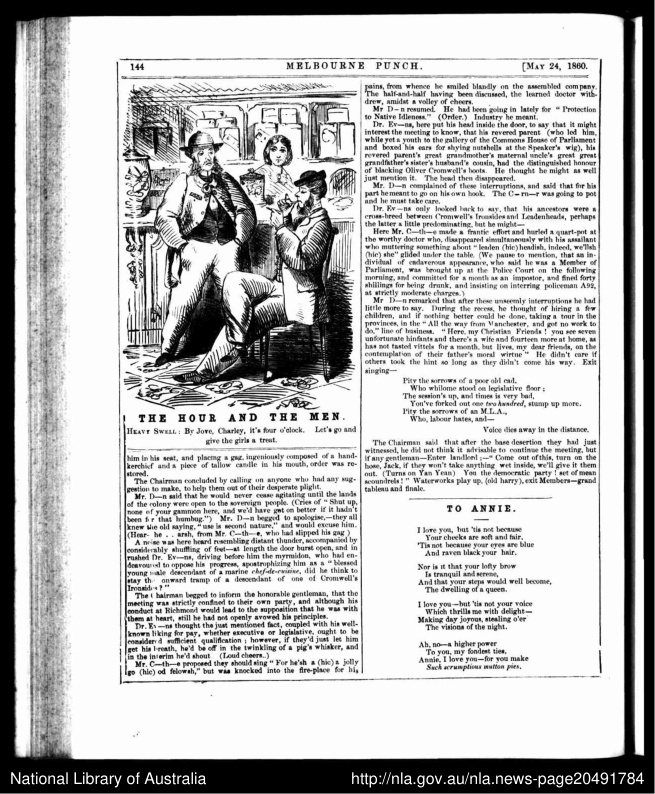 144
MELBOURNE PUNCH.
[MAY 24, 1860.
THE HOUR AND THE MEN.
HEAVY SWELL: By Jove, Charley, it's four o'clock. Let's go and
give the girls a treat.
him in his seat, and placing a gag, ingeniously composed of a hand-
kerchief and a piece of tallow candle in his mouth, order was re-
stored.
The Chairman concluded by calling on anyone who had any sug-
gestion to make, to help them out of their desperate plight.
Mr. D—n said that he would never cease agitating until the lands
of the colony were open to the sovereign people. (Cries of "Shut up,
none of your gammon here, and we'd have get on better if it hadn't
been for that humbug.") Mr. D—n begged to apologise,—they all
knew the old saying, "use is second nature," and would excuse him.
(Hear- he . . arsh, from Mr. C—th—e, who had slipped his gag)
A noise was here heard resembling distant thunder, accompanied by
considerably shuffling of feet—at length the door burst open, and in
rushed Dr. Ev—ns, driving before him the myrmidon, who had en-
deavoured to oppose his progress, apostrophizing him as a "blessed
young male descendant of a marine chef-de-cuisine, did he think to
stay the onward tramp of a descendant of one of Cromwell's
Ironsides?"
The Chairman begged to inform the honorable gentleman, that the
meeting was strictly confined to their own party, and although his
conduct at Richmond would lead to the supposition that he was with
them at heart, still he had not openly avowed his principles.
Dr. Ev—ns thought the just mentioned fact, coupled with his well-
known liking for pay, whether executive or legislative, ought to be
considered sufficient qualification; however, if they'd just let him
get his breath, he'd be off in the twinkling of a pig's whisker, and
in the interim he'd shout (Loud cheers.)
Mr. C—th—e proposed they should sing "For he'sh a (hic) a jolly
go (hic) od felowsh," but was knocked into the fire-place for his
pains, from whence he smiled blandly on the assembled company.
The half-and-half having been discussed, the learned doctor with-
drew, amidst a volley of cheers.
Mr D—n resumed. He had been going in lately for "Protection
to Native Idleness." (Order.) Industry he meant.
Dr. Ev—ns, here put his head inside the door, to say that it might
interest the meeting to know, that his revered parent (who led him,
while yet a youth to the gallery of the Commons House of Parliament
and boxed his ears for shying nutshells at the Speaker's wig), his
revered parent's great grandmother's maternal uncle's great great
grandfather's sister's husband's cousin, had the distinguished honour
of blacking Oliver Cromwell's boots. He thought he might as well
just mention it. The head then disappeared.
Mr. D—n complained of these interruptions, and said that for his
part he meant to go on his own hook. The C—rn—r was going to pot
and he must take care.
Dr. Ev—ns only looked back to say, that his ancestors were a
cross-breed between Cromwell's Ironsides and Leadenheads, perhaps
the latter a little predominating, but he might—
Here Mr. C—th—e made a frantic effort and hurled a quart-pot at
the worthy doctor who, disappeared simultaneously with his assailant
who muttering something about "leaden (hic) headish, indeed, we'llsh
(hic) she" glided under the table. (We pause to mention, that an in-
dividual of cadaverous appearance, who said he was a Member of
Parliament, was brought up at the Police Court on the following
morning, and committed for a month as an impostor, and fined forty
shillings for being drunk, and insisting on interring policeman A92,
at strictly moderate charges.)
Mr D—n remarked that after these unseemly interruptions he had
little more to say. During the recess, he thought of hiring a few
children, and if nothing better could be done, taking a tour in the
provinces, in the "All the way from Manchester, and got no work to
do," line of business. "Here, my Christian Friends! you see seven
unfortunate hinfants and there's a wife and fourteen more at home, as
has not tasted vittels for a month, but lives, my dear friends, on the
contemplation of their father's moral wirtue" He didn't care if
others took the hint so long as they didn't come his way. Exit
singing—
Pity the sorrows of a poor old cad,
Who whilome stood on legislative floor;
The session's up, and times is very bad,
You've forked out one two hundred, stump up more.
Pity the sorrows of an M.L.A.,
Who, labour hates, and—
Voice dies away in the distance.
The Chairman said that after the base desertion they had just
witnessed, he did not think it advisable to continue the meeting, but
if any gentleman—Enter landlord;—"Come out of this, turn on the
hose, Jack, if they won't take anything wet inside, we'll give it them
out. (Turns on Yan Yean) You the democratic party! set of mean
scoundrels!" Waterworks play up, (old harry), exit Members—grand
tableau and finale.
TO ANNIE.
I love you, but 'tis not because
Your cheeks are soft and fair,
'Tis not because your eyes are blue
And raven black your hair.
Nor is it that your lofty brow
Is tranquil and serene,
And that your steps would well become,
The dwelling of a queen.
I love you—but 'tis not your voice
Which thrills me with delight—
Making day joyous, stealing o'er
The visions of the night.
Ah, no—a higher power
To you, my fondest ties,
Annie, I love you—for you make
Such scrumptious mutton pies.
National Library of Australia
http://nla.gov.au/nla.news-page20491784